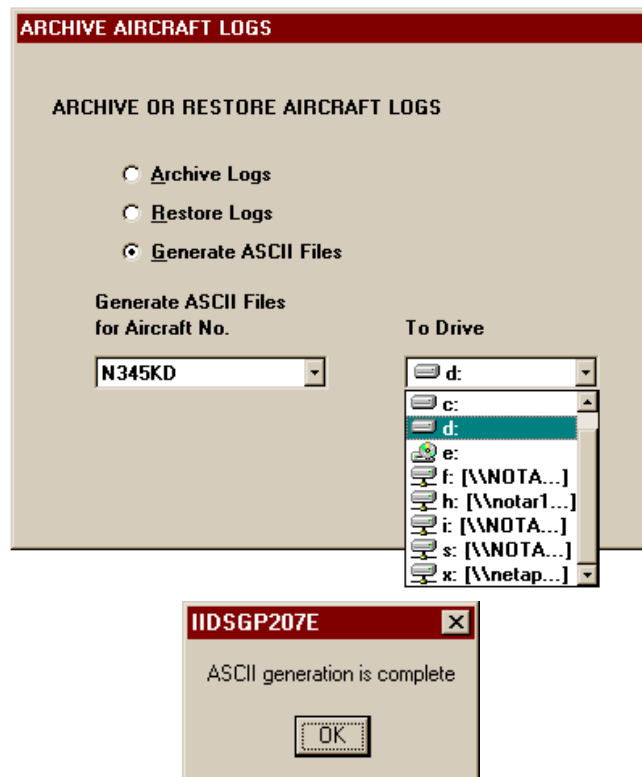 ARCHIVE AIRCRAFT LOGS
ARCHIVE OR RESTORE AIRCRAFT LOGS
Archive Logs
Restore Logs
Generate ASCII Files
Generate ASCII Files
for Aircraft No.
To Drive
N345KD
d:
c:
d:
e:
f: [\\NOTA...]
h: [\\notar1...]
i: [\\NOTA...]
s: [\\NOTA...]
x: [\\netap...]
IIDSGP207E
ASCII generation is complete
OK